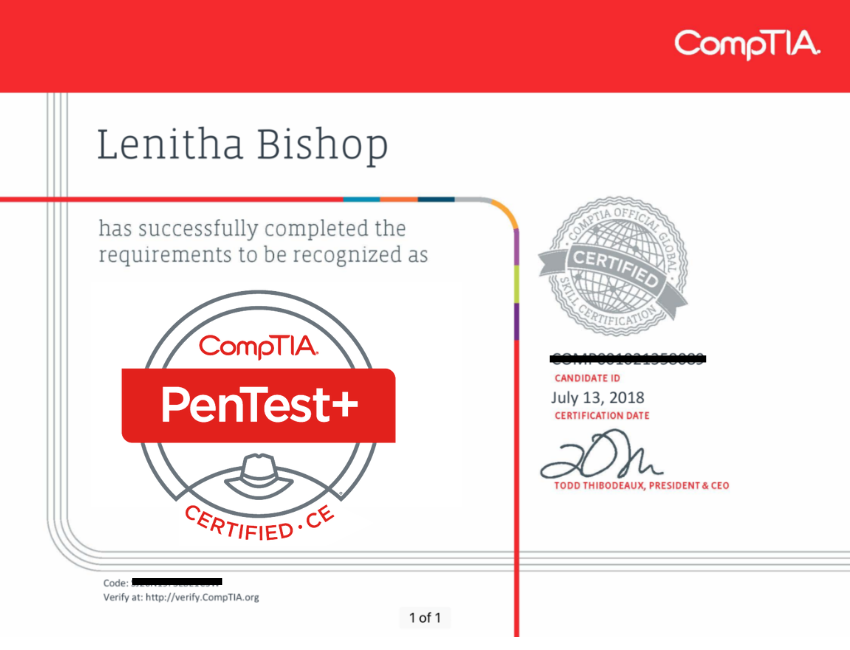 CompTIA.
Lenitha Bishop
has successfully completed the
requirements to be recognized as
CompTIA.
PenTest+
CERTIFIED · CE
COMPTIA OFFICIAL GLOBAL
CERTIFIED
SKILL CERTIFICATION
CANDIDATE ID
July 13, 2018
CERTIFICATION DATE
TODD THIBODEAUX, PRESIDENT & CEO
Code:
Verify at: http://verify.CompTIA.org
1 of 1